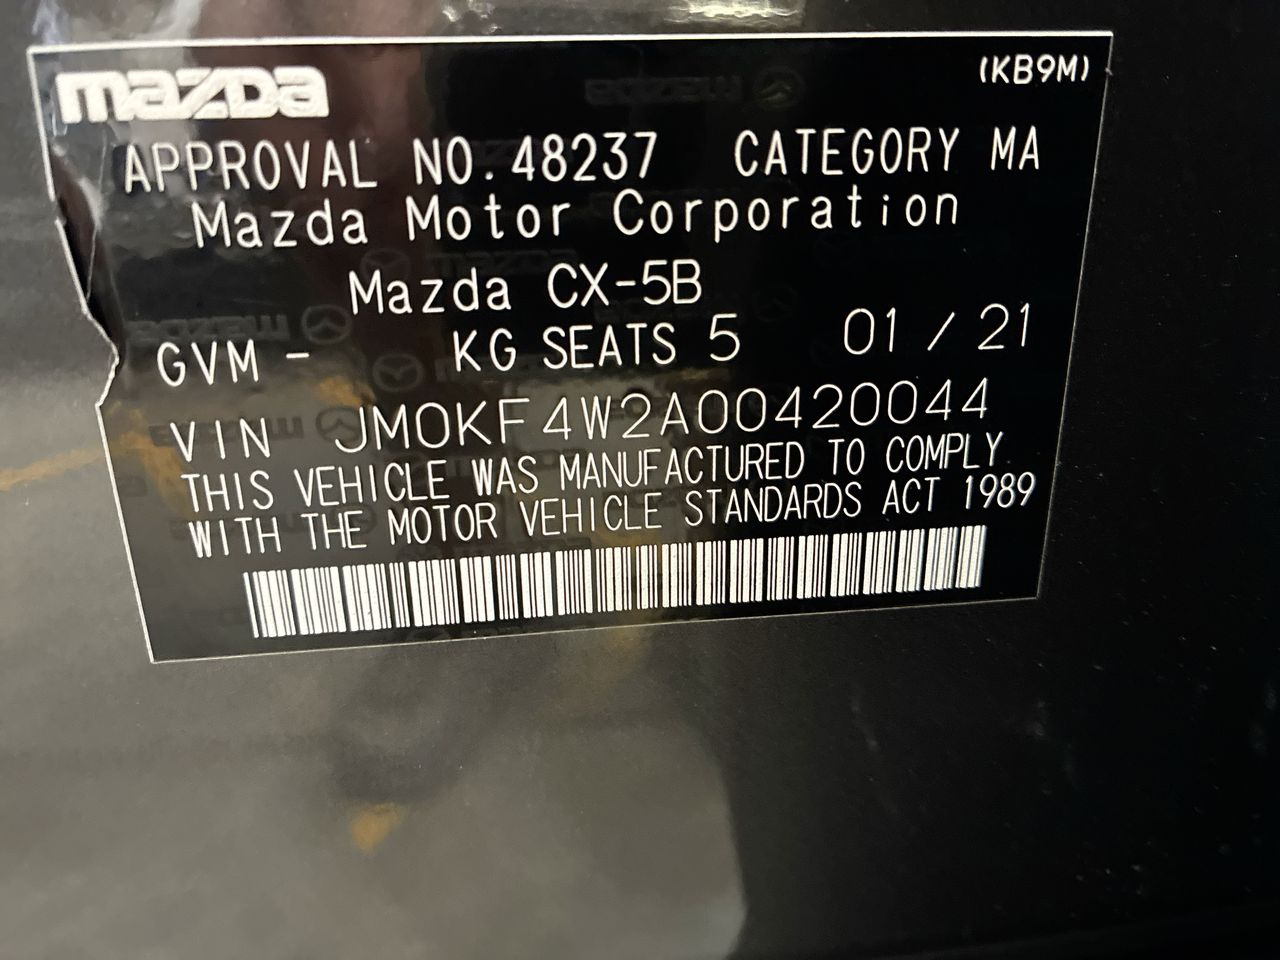 mazda (KB9M)
APPROVAL NO. 48237 CATEGORY MA
Mazda Motor Corporation
Mazda CX-5B
GVM - KG SEATS 5 01 / 21
VIN JM0KF4W2A00420044
THIS VEHICLE WAS MANUFACTURED TO COMPLY
WITH THE MOTOR VEHICLE STANDARDS ACT 1989